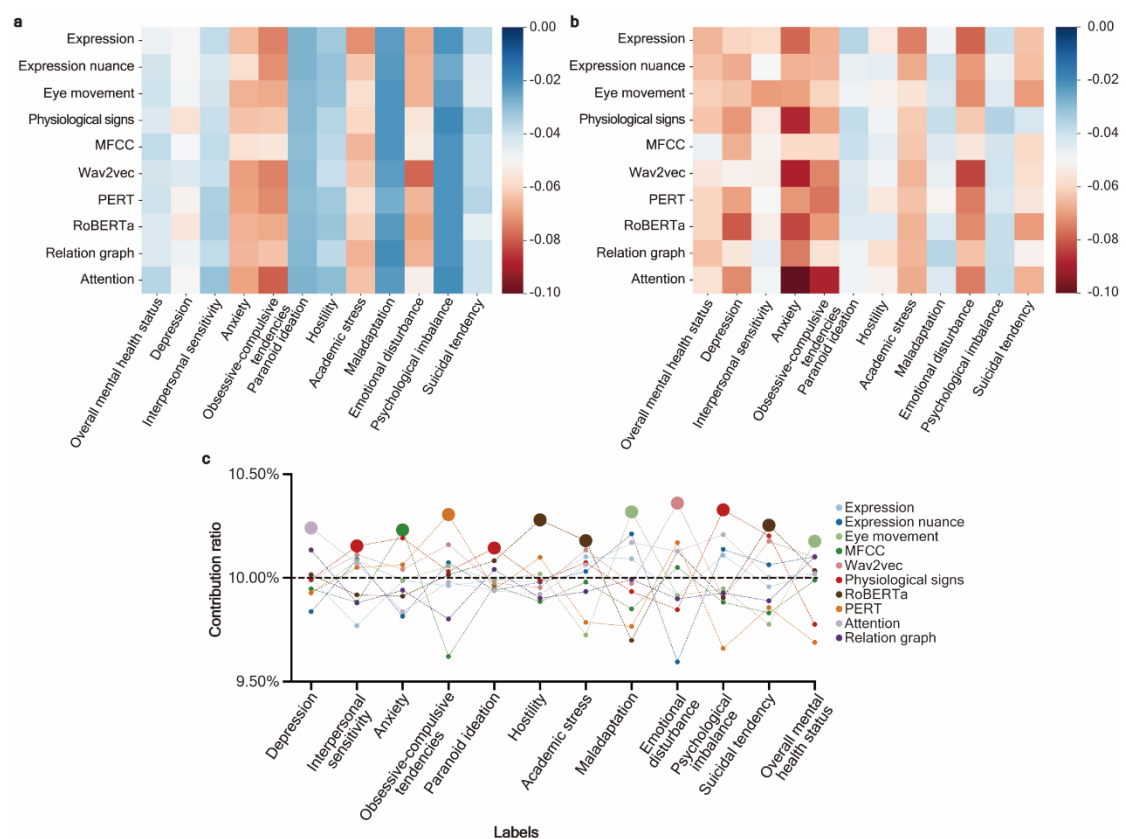 a
Expression
Expression nuance
Eye movement
Physiological signs
MFCC
Wav2vec
PERT
RoBERTa
Relation graph
Attention
Overall mental health status
Depression
Interpersonal sensitivity
Anxiety
Obsessive-compulsive
tendencies
Paranoid ideation
Hostility
Academic stress
Maladaptation
Emotional disturbance
Psychological imbalance
Suicidal tendency
0.00
-0.02
-0.04
-0.06
-0.08
-0.10
b
Expression
Expression nuance
Eye movement
Physiological signs
MFCC
Wav2vec
PERT
RoBERTa
Relation graph
Attention
Overall mental health status
Depression
Interpersonal sensitivity
Anxiety
Obsessive-compulsive
tendencies
Paranoid ideation
Hostility
Academic stress
Maladaptation
Emotional disturbance
Psychological imbalance
Suicidal tendency
0.00
-0.02
-0.04
-0.06
-0.08
-0.10
c
Contribution ratio
10.50%
10.00%
9.50%
Depression
Interpersonal
sensitivity
Anxiety
Obsessive-compulsive
tendencies
Paranoid ideation
Hostility
Academic stress
Maladaptation
Emotional
disturbance
Psychological
imbalance
Suicidal tendency
Overall mental
health status
Labels
Expression
Expression nuance
Eye movement
MFCC
Wav2vec
Physiological signs
RoBERTa
PERT
Attention
Relation graph